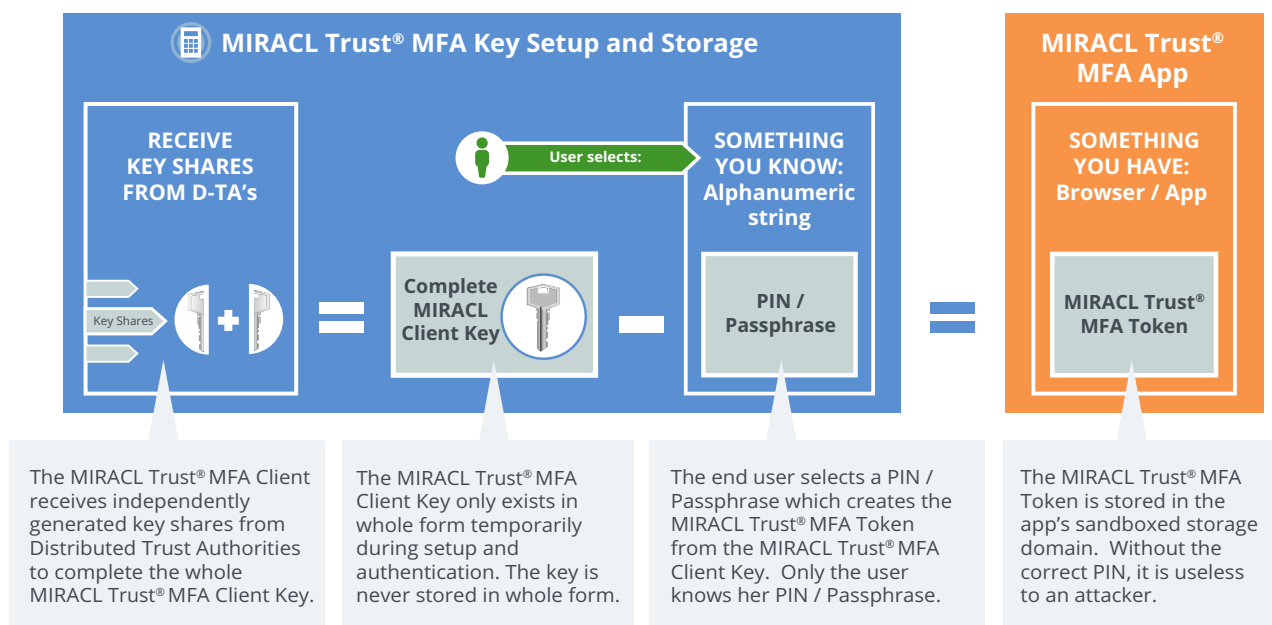 MIRACL Trust® MFA Key Setup and Storage
RECEIVE
KEY SHARES
FROM D-TA's
Key Shares
Complete
MIRACL
Client Key
User selects:
SOMETHING
YOU KNOW:
Alphanumeric
string
PIN /
Passphrase
MIRACL Trust®
MFA App
SOMETHING
YOU HAVE:
Browser / App
MIRACL Trust®
MFA Token
The MIRACL Trust® MFA Client
receives independently
generated key shares from
Distributed Trust Authorities
to complete the whole
MIRACL Trust® MFA Client Key.
The MIRACL Trust® MFA
Client Key only exists in
whole form temporarily
during setup and
authentication. The key is
never stored in whole form.
The end user selects a PIN /
Passphrase which creates the
MIRACL Trust® MFA Token
from the MIRACL Trust® MFA
Client Key.  Only the user
knows her PIN / Passphrase.
The MIRACL Trust® MFA
Token is stored in the
app's sandboxed storage
domain.  Without the
correct PIN, it is useless
to an attacker.